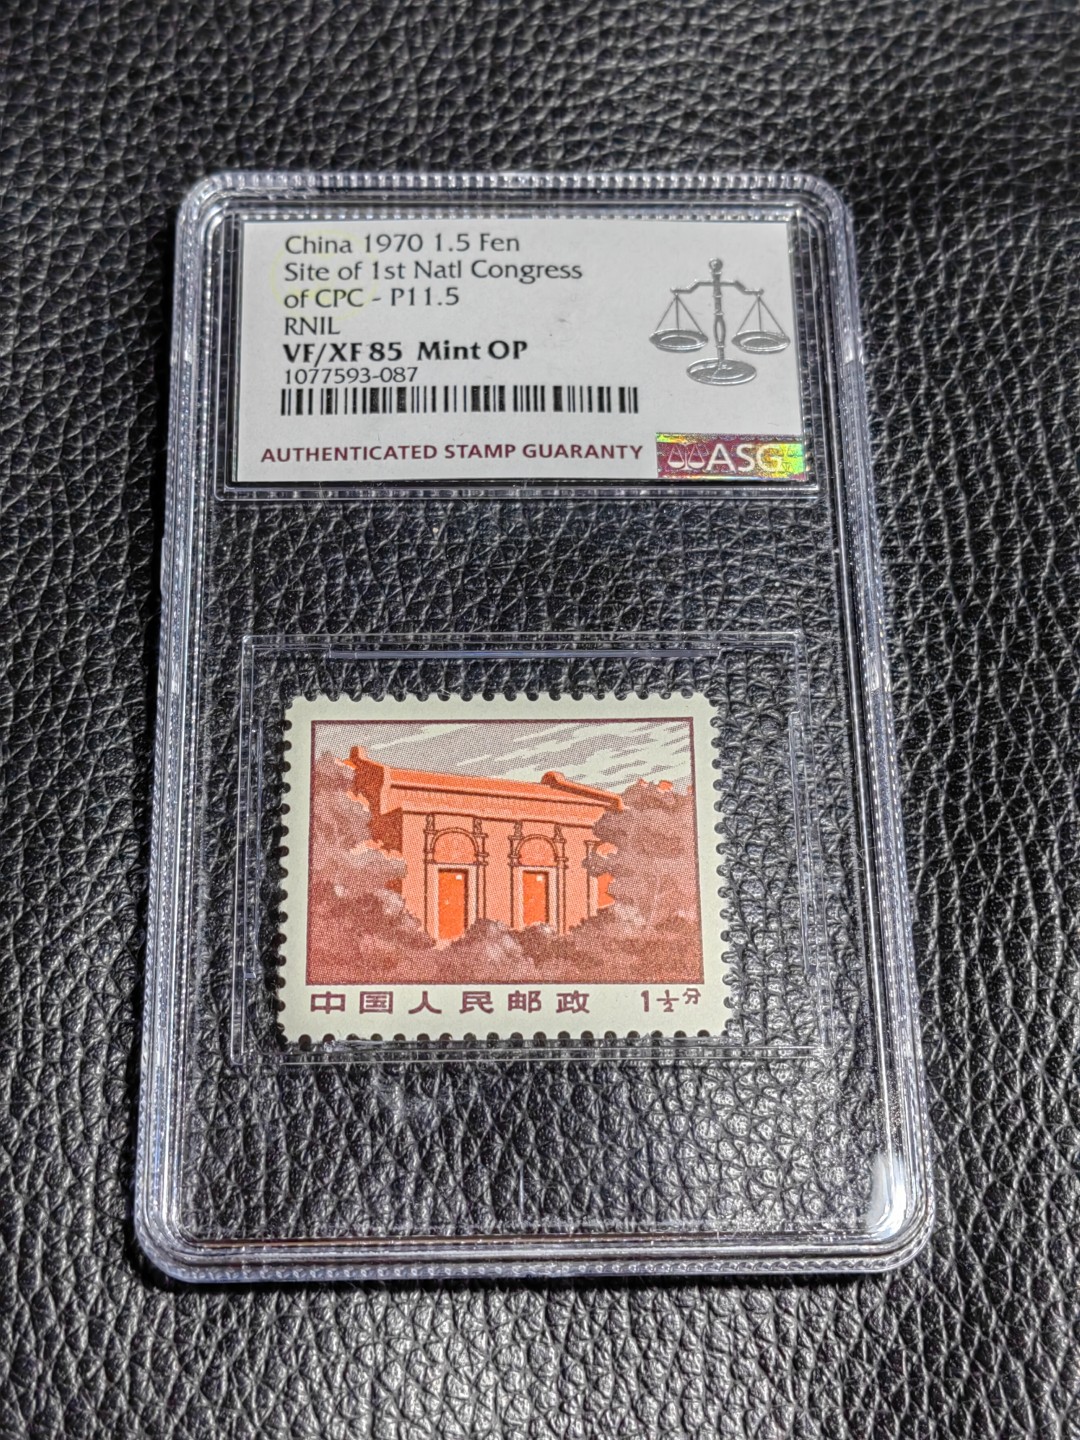 China 1970 1.5 Fen
Site of 1st Natl Congress
of CPC - P11.5
RNIL
VF/XF 85 Mint OP
1077593-087
AUTHENTICATED STAMP GUARANTY
ASG
中国人民邮政 1½分